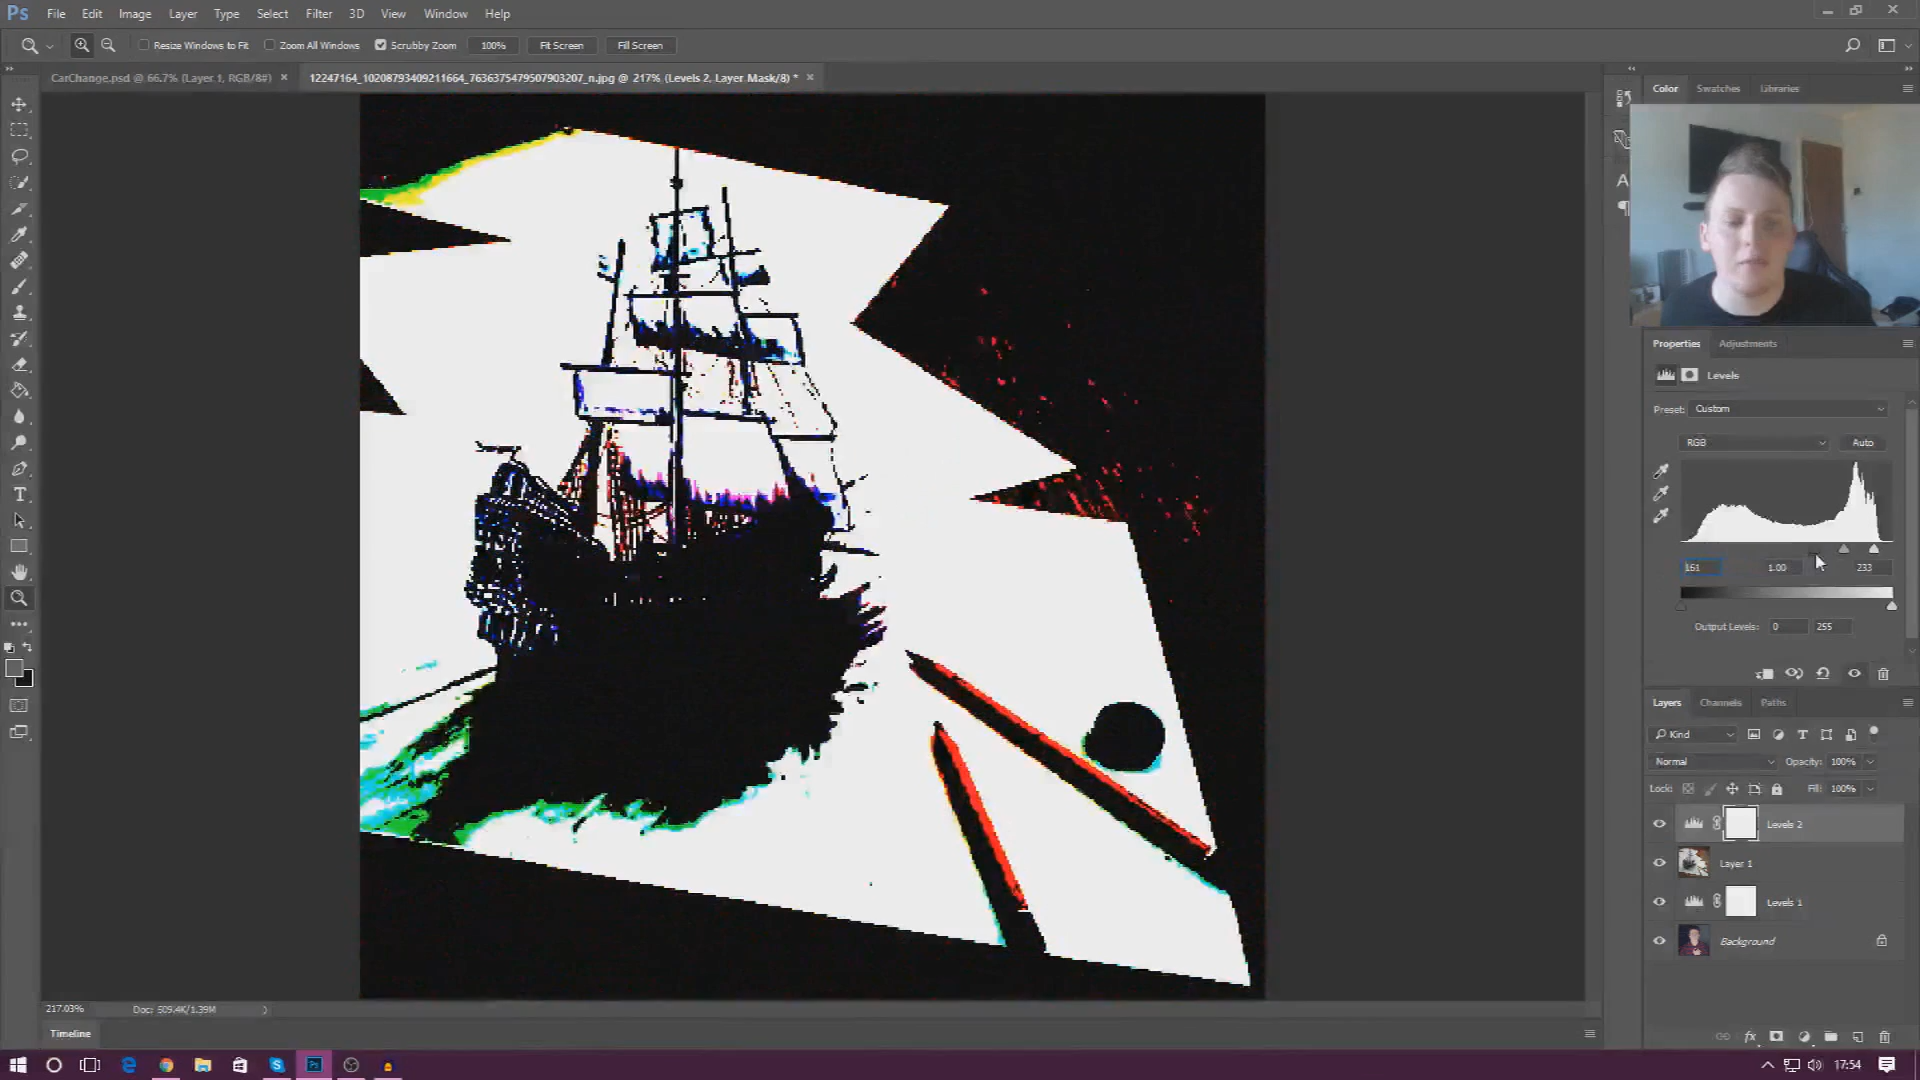 Ps File Edit Image Layer Type Select Filter 3D View Window Help
Resize Windows to Fit Zoom All Windows Scrubby Zoom 100% Fit Screen Fill Screen
CarChange.psd @ 66.7% (Layer 1, RGB/8#) × 12247164_10208793409211664_7636375479507903207_n.jpg @ 217% (Levels 2, Layer Mask/8) * ×
Color Swatches Libraries
Properties Adjustments
Levels
Preset: Custom
RGB Auto
161 1.00 233
Output Levels: 0 255
Layers Channels Paths
Kind
Normal Opacity: 100%
Lock: Fill: 100%
Levels 2
Layer 1
Levels 1
Background
fx
217.03% Doc: 509.4K/1.39M
Timeline
Ps 17:54